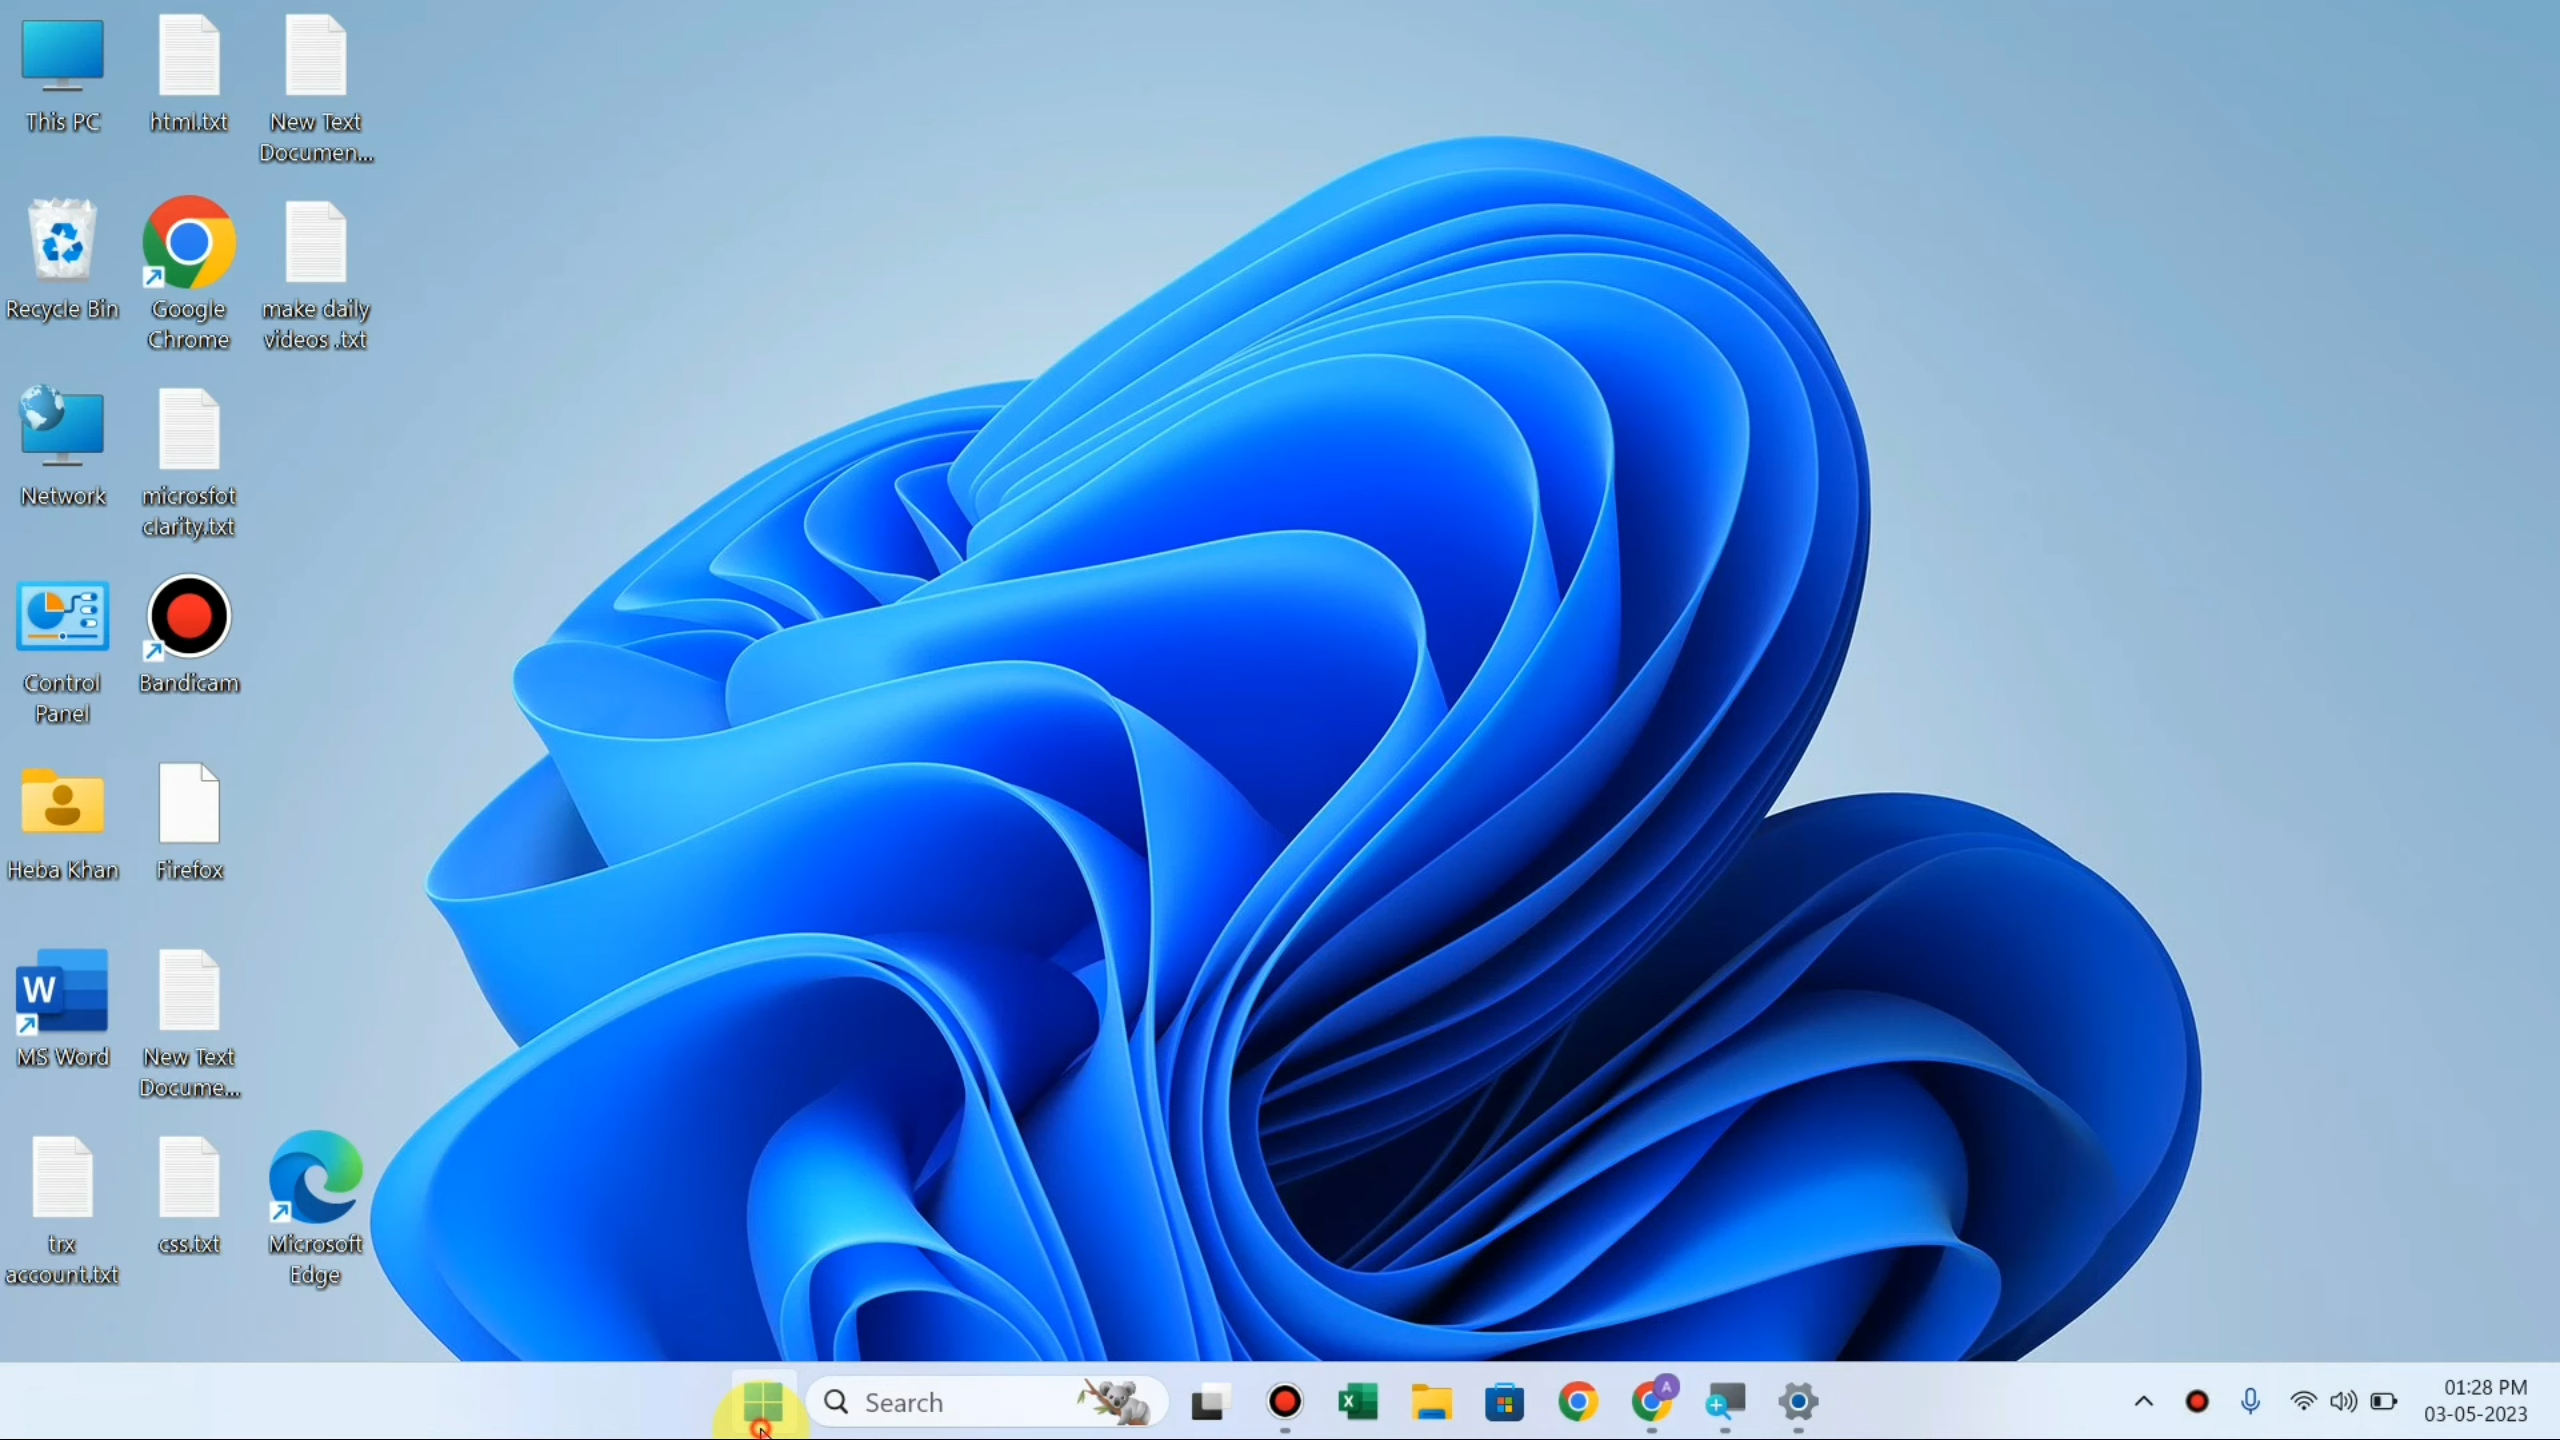 This PC
html.txt
New Text
Documen...
Recycle Bin
Google
Chrome
make daily
videos .txt
Network
microsfot
clarity.txt
Control
Panel
Bandicam
Heba Khan
Firefox
W
MS Word
New Text
Docume...
trx
account.txt
css.txt
Microsoft
Edge
Search
X
A
01:28 PM
03-05-2023